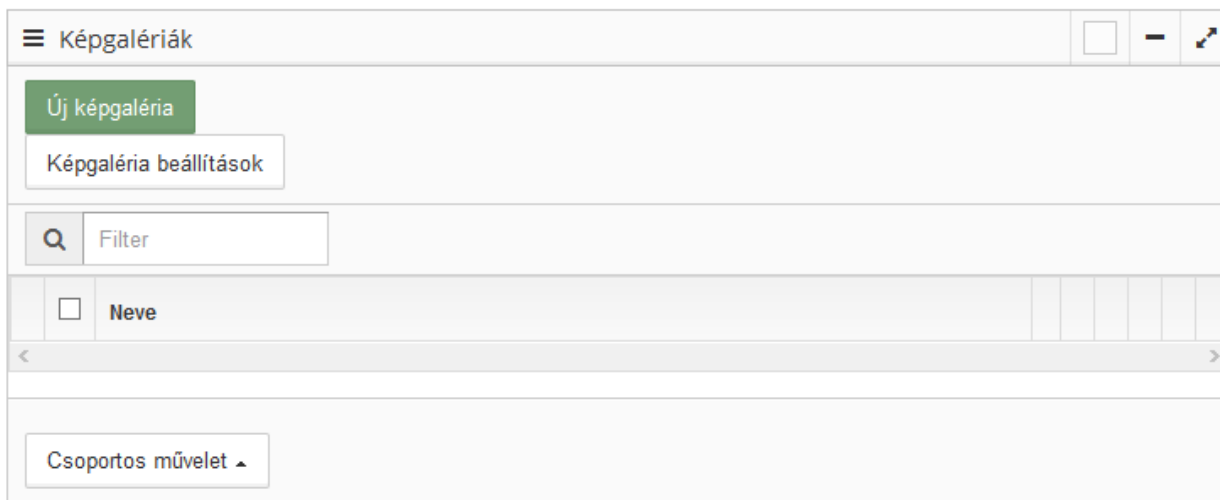 Képgalériák
Új képgaléria
Képgaléria beállítások
Filter
Neve
Csoportos művelet